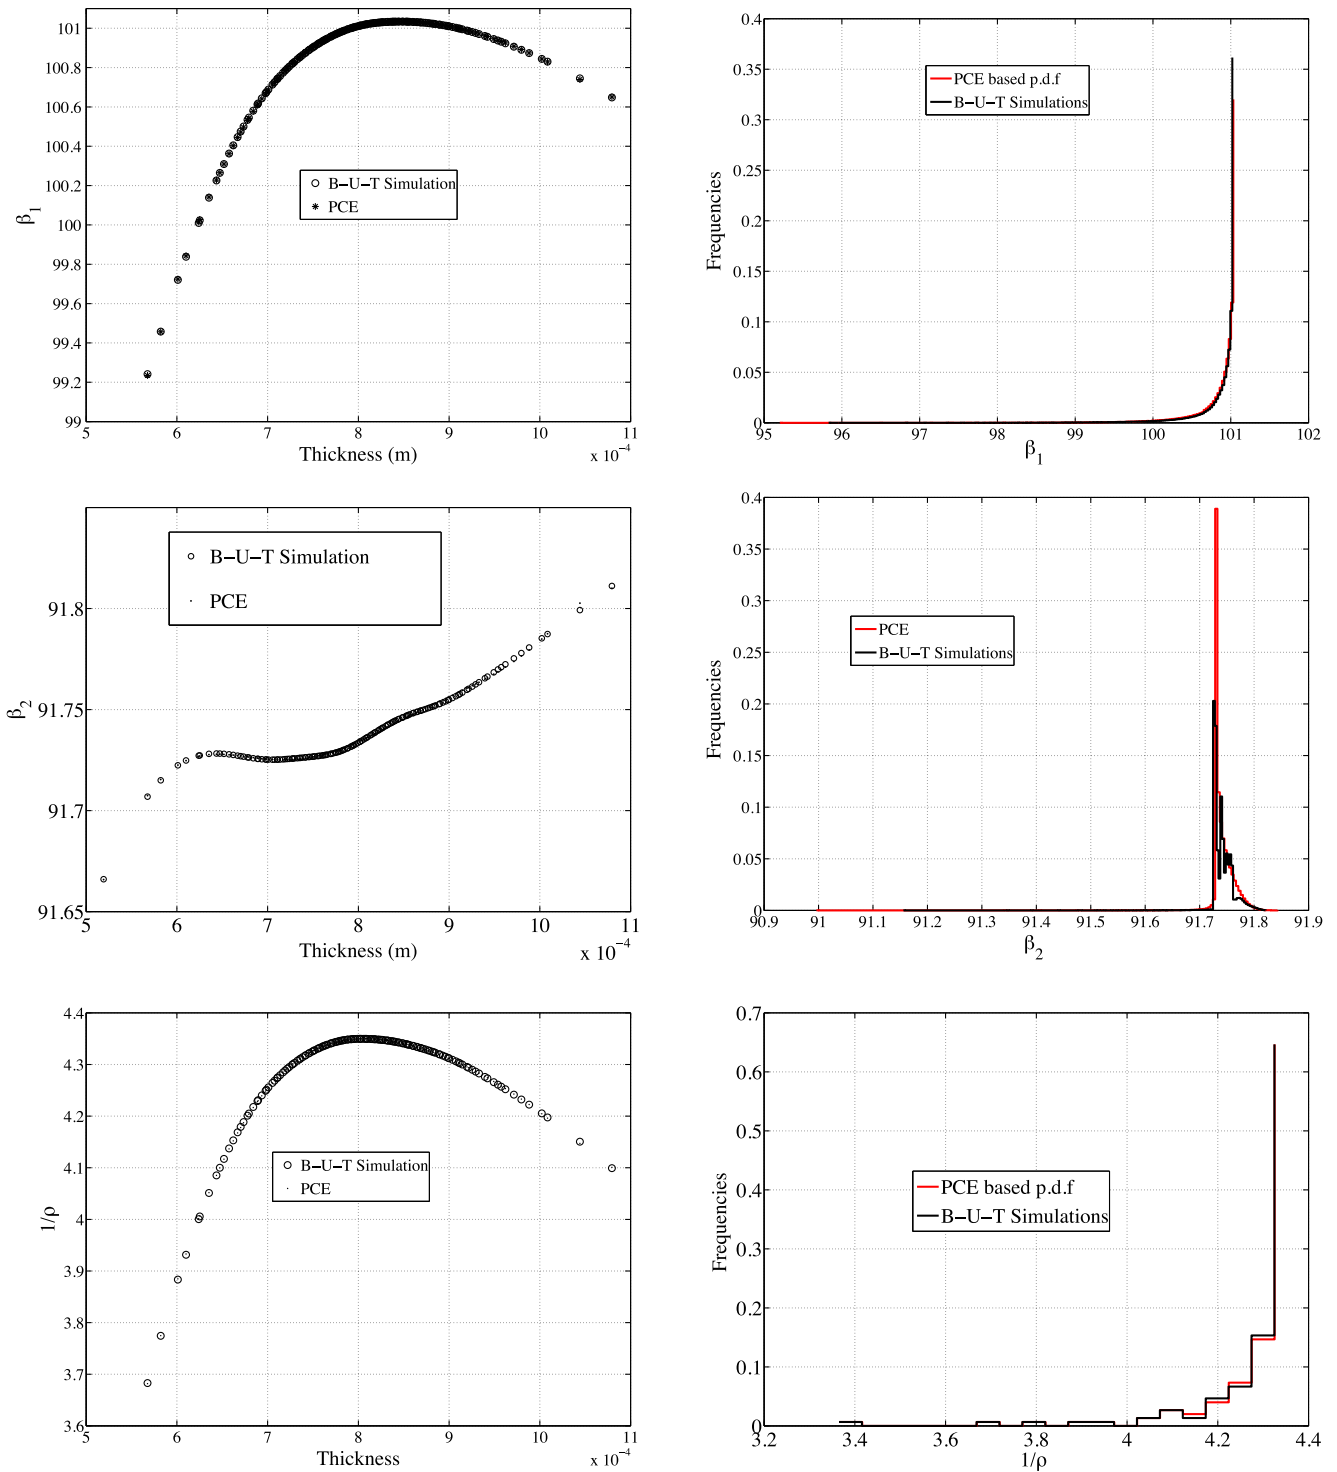 101
100.8
100.6
100.4
100.2
100
99.8
99.6
99.4
99.2
99
β1
B–U–T Simulation
PCE
5 6 7 8 9 10 11
Thickness (m)
x 10-4
0.4
0.35
0.3
0.25
0.2
0.15
0.1
0.05
0
Frequencies
PCE based p.d.f
B–U–T Simulations
95 96 97 98 99 100 101 102
β1
91.8
91.75
91.7
91.65
β2
B–U–T Simulation
PCE
5 6 7 8 9 10 11
Thickness (m)
x 10-4
0.4
0.35
0.3
0.25
0.2
0.15
0.1
0.05
0
Frequencies
PCE
B–U–T Simulations
90.9 91 91.1 91.2 91.3 91.4 91.5 91.6 91.7 91.8 91.9
β2
4.4
4.3
4.2
4.1
4
3.9
3.8
3.7
3.6
1/ρ
B–U–T Simulation
PCE
5 6 7 8 9 10 11
Thickness
x 10-4
0.7
0.6
0.5
0.4
0.3
0.2
0.1
0
Frequencies
PCE based p.d.f
B–U–T Simulations
3.2 3.4 3.6 3.8 4 4.2 4.4
1/ρ